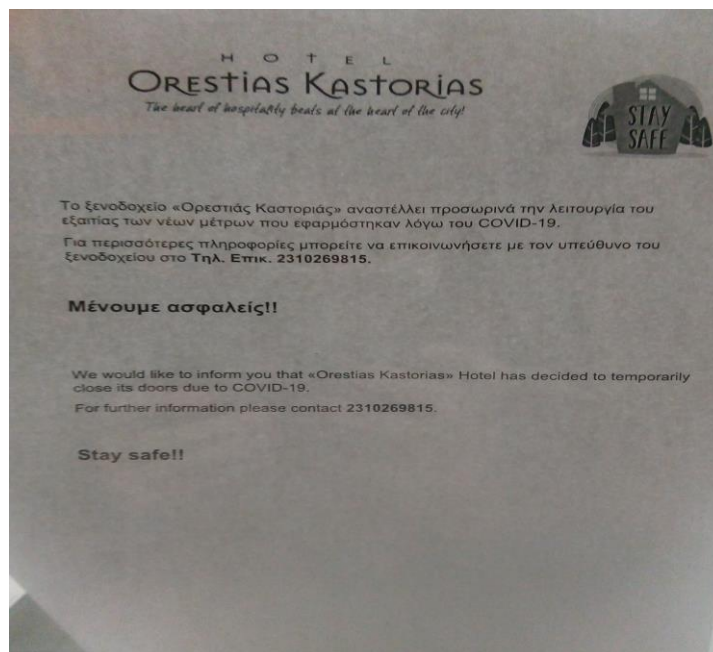 HOTEL
ORESTIAS KASTORIAS
The heart of hospitality beats at the heart of the city!
STAY
SAFE
Το ξενοδοχείο «Ορεστιάς Καστοριάς» αναστέλλει προσωρινά την λειτουργία του
εξαιτίας των νέων μέτρων που εφαρμόστηκαν λόγω του COVID-19.
Για περισσότερες πληροφορίες μπορείτε να επικοινωνήσετε με τον υπεύθυνο του
ξενοδοχείου στο Τηλ. Επικ. 2310269815.
Μένουμε ασφαλείς!!
We would like to inform you that «Orestias Kastorias» Hotel has decided to temporarily
close its doors due to COVID-19.
For further information please contact 2310269815.
Stay safe!!